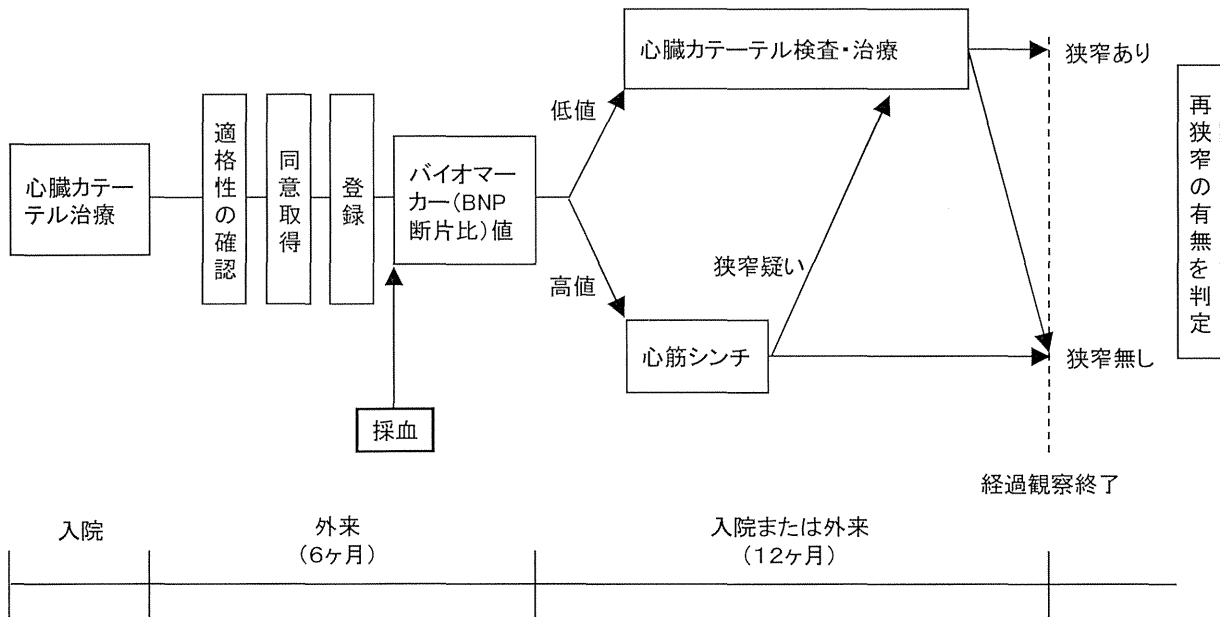 心臓カテー
テル治療
適格性の確認
同意取得
登録
バイオマー
カー(BNP
断片比)値
採血
低値
高値
心臓カテーテル検査・治療
心筋シンチ
狭窄疑い
狭窄あり
狭窄無し
再狭窄の有無を判定
経過観察終了
入院
外来
(6ヶ月)
入院または外来
(12ヶ月)